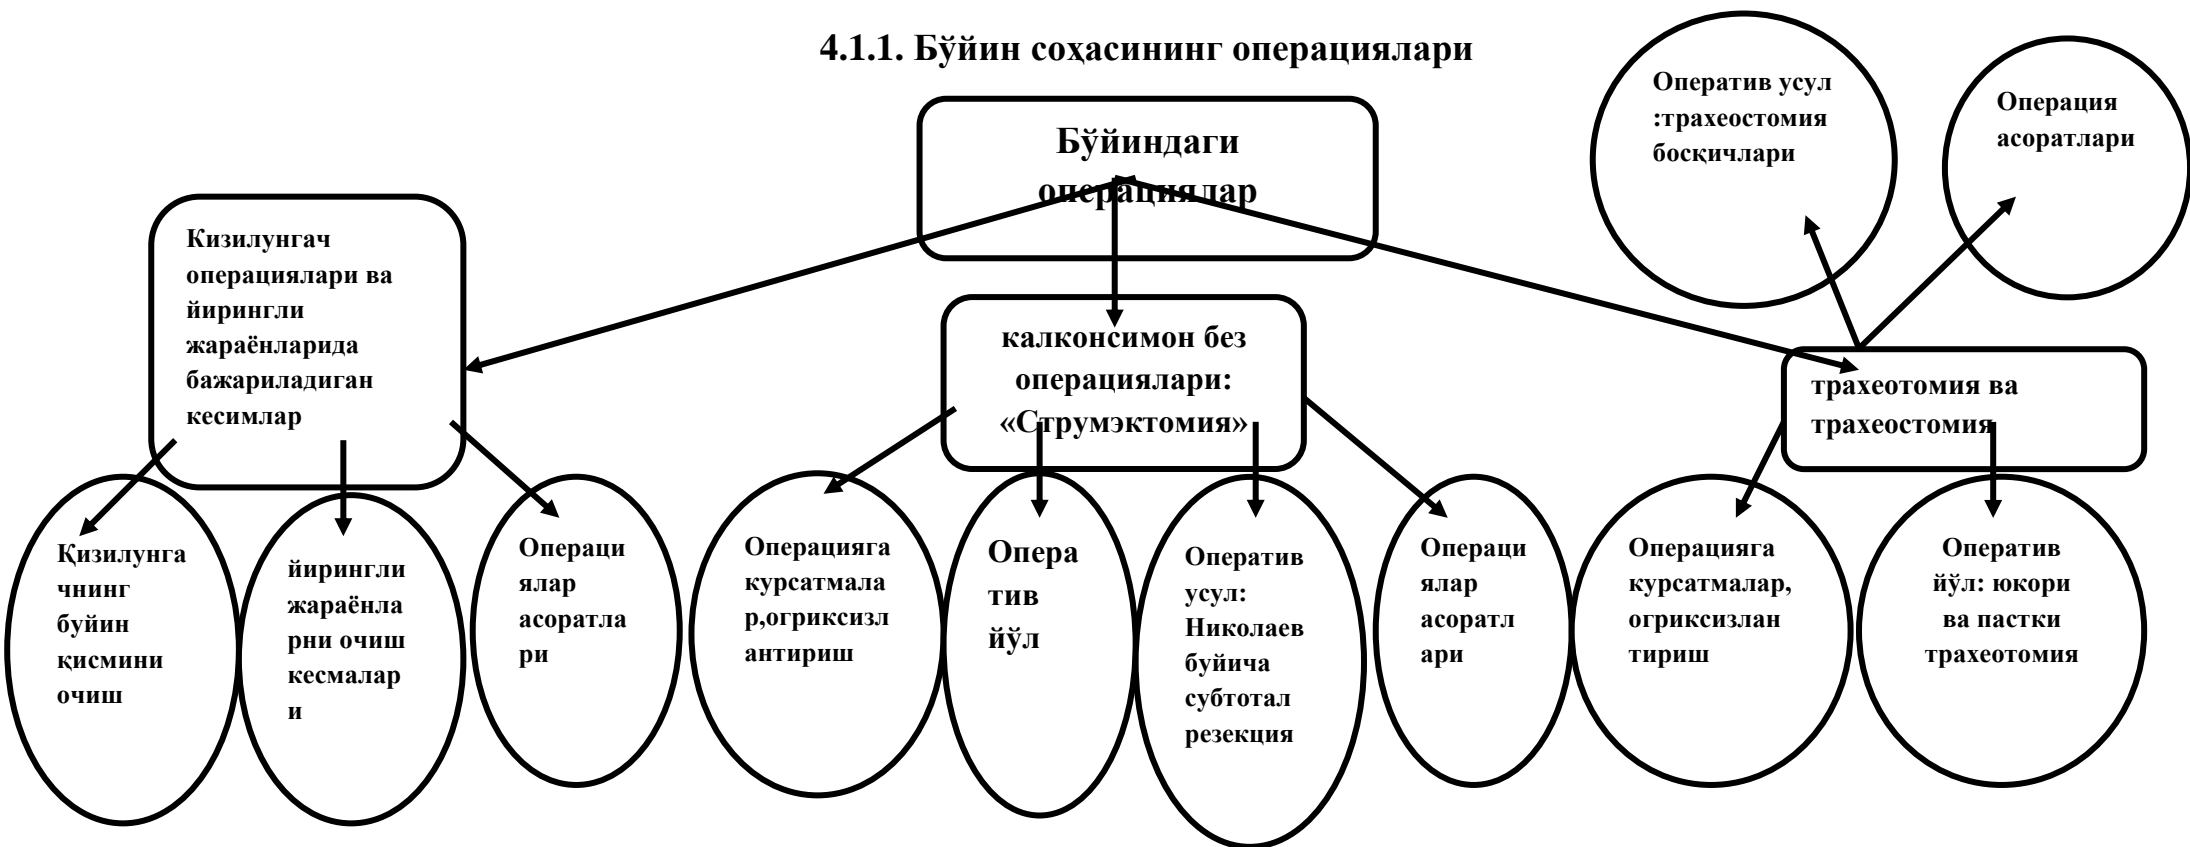 4.1.1. Бўйин соҳасининг операциялари
Бўйиндаги
операциялар
Оператив усул
:трахеостомия
босқичлари
Операция
асоратлари
Кизилунгач
операциялари ва
йирингли
жараёнларида
бажариладиган
кесимлар
калконсимон без
операциялари:
«Струмэктомия»
трахеотомия ва
трахеостомия
Қизилунга
чнинг
буйин
қисмини
очиш
йирингли
жараёнла
рни очиш
кесмалар
и
Операци
ялар
асоратла
ри
Операцияга
курсатмала
р,огриксизл
антириш
Опера
тив
йўл
Оператив
усул:
Николаев
буйича
субтотал
резекция
Операци
ялар
асоратл
ари
Операцияга
курсатмалар,
огриксизлан
тириш
Оператив
йўл: юкори
ва пастки
трахеотомия